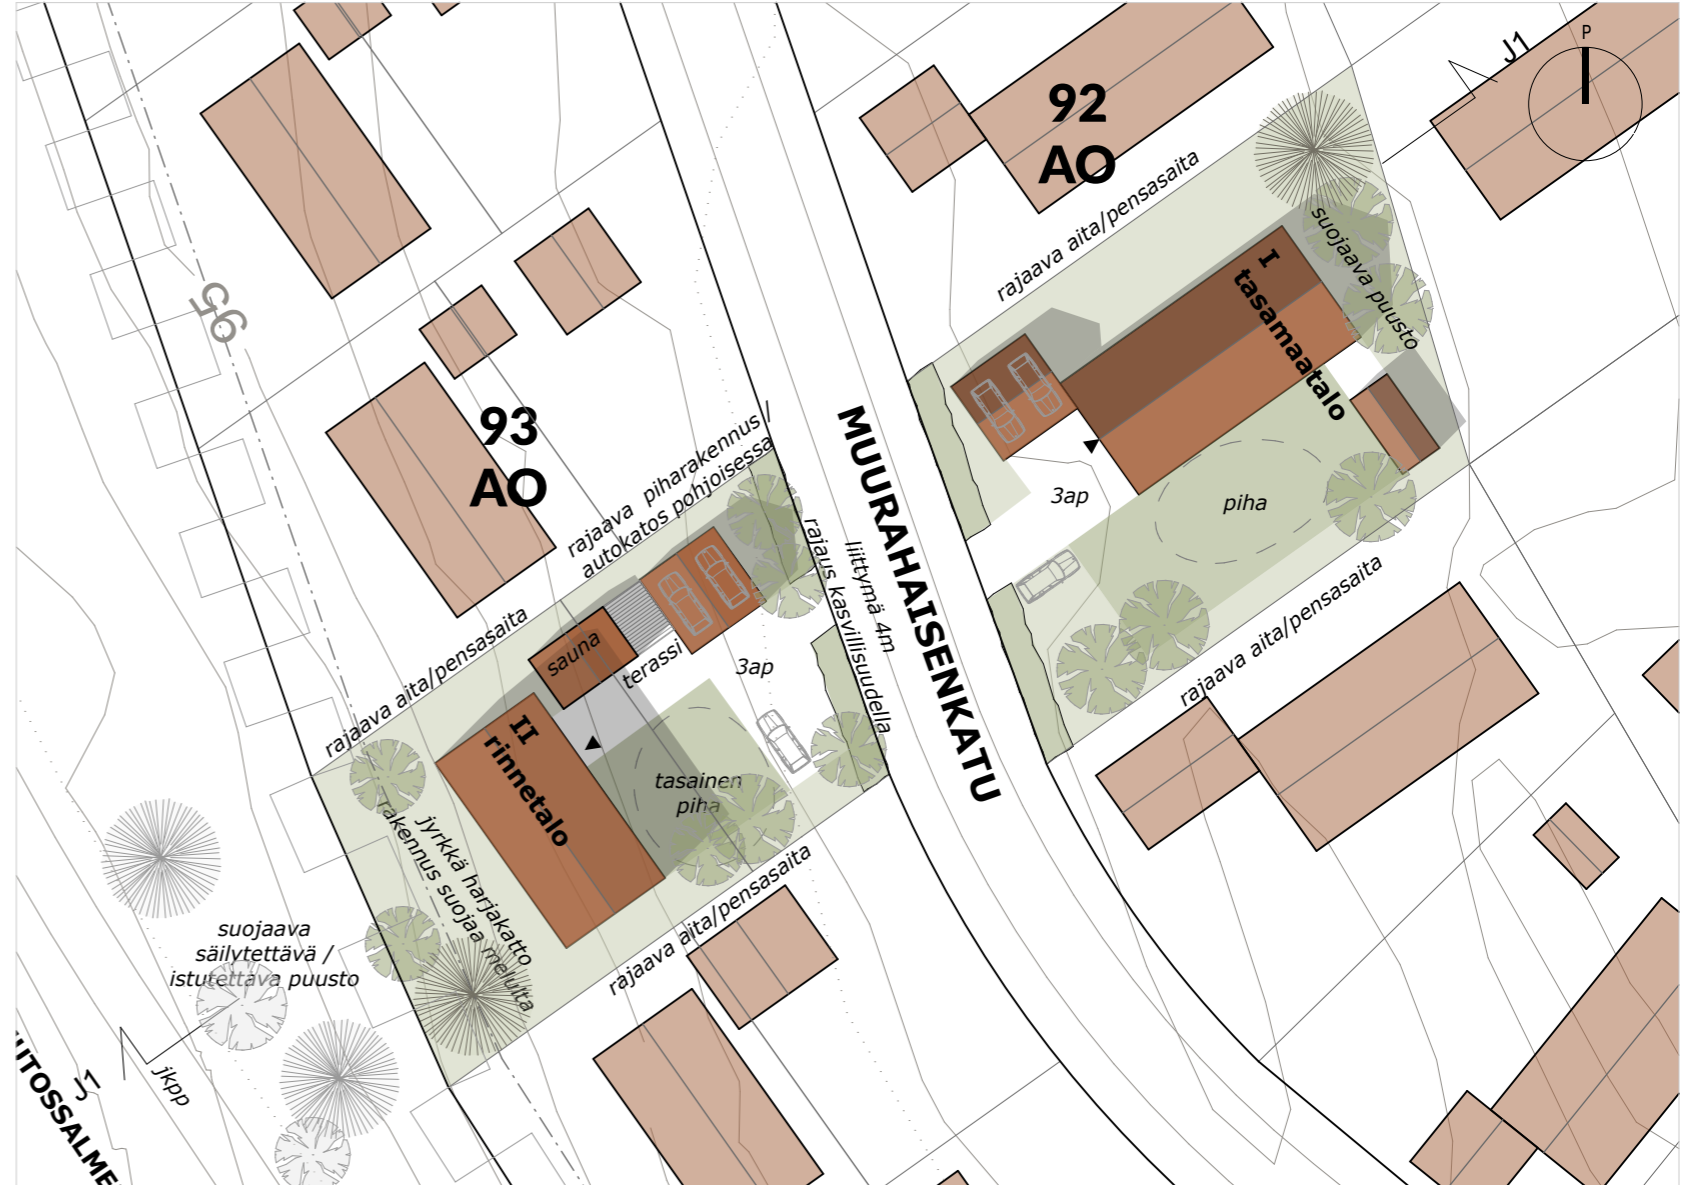 P
J1
92
AO
rajaava aita/pensasaita
suojaava puusto
I
tasamaatalo
95
93
AO
rajaava piharakennus /
autokatos pohjoisessa
MUURAHAISENKATU
3ap
piha
liittymä 4m
rajaus kasvillisuudella
rajaava aita/pensasaita
sauna
terassi
3ap
rajaava aita/pensasaita
II
rinnetalo
tasainen
piha
jyrkkä harjakatto
rakennus suojaa melulta
rajaava aita/pensasaita
suojaava
säilytettävä /
istutettava puusto
J1
jkpp
UTOSSALME